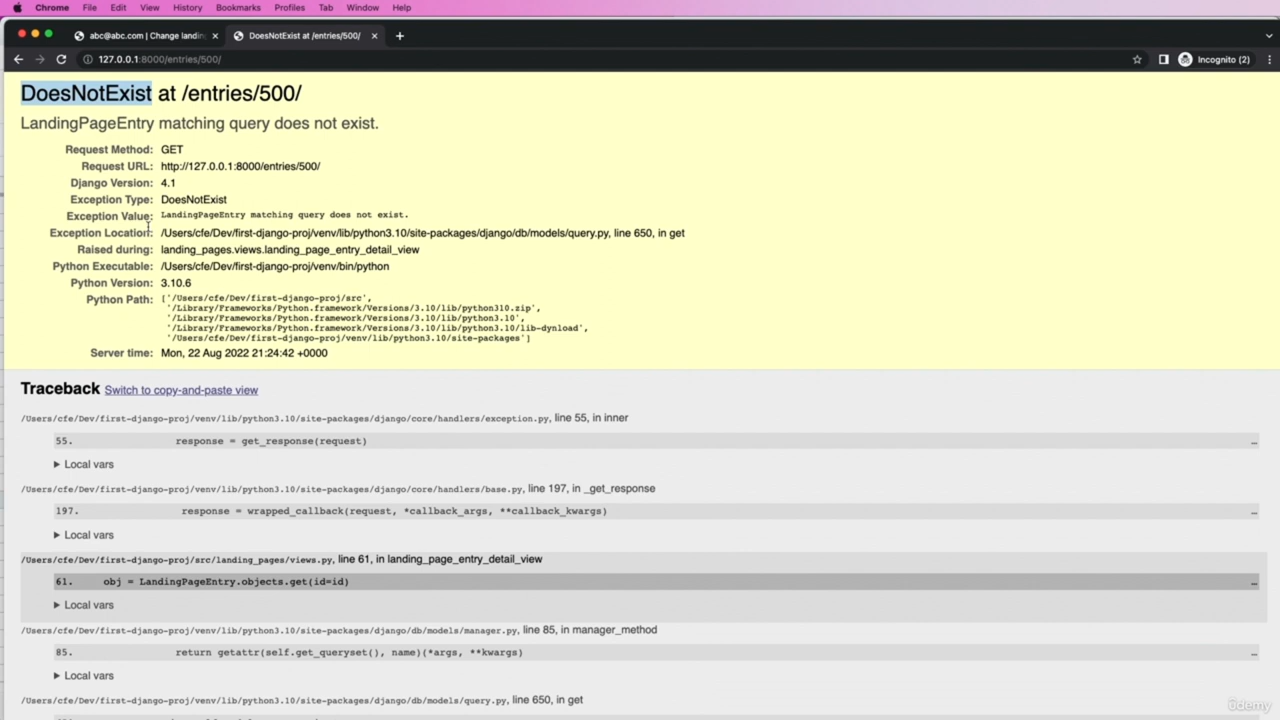 Chrome File Edit View History Bookmarks Profiles Tab Window Help
abc@abc.com | Change landin
DoesNotExist at /entries/500/
127.0.0.1:8000/entries/500/
Incognito (2)
DoesNotExist at /entries/500/
LandingPageEntry matching query does not exist.
Request Method: GET
Request URL: http://127.0.0.1:8000/entries/500/
Django Version: 4.1
Exception Type: DoesNotExist
Exception Value: LandingPageEntry matching query does not exist.
Exception Location: /Users/cfe/Dev/first-django-proj/venv/lib/python3.10/site-packages/django/db/models/query.py, line 650, in get
Raised during: landing_pages.views.landing_page_entry_detail_view
Python Executable: /Users/cfe/Dev/first-django-proj/venv/bin/python
Python Version: 3.10.6
Python Path: ['/Users/cfe/Dev/first-django-proj/src',
'/Library/Frameworks/Python.framework/Versions/3.10/lib/python310.zip',
'/Library/Frameworks/Python.framework/Versions/3.10/lib/python3.10',
'/Library/Frameworks/Python.framework/Versions/3.10/lib/python3.10/lib-dynload',
'/Users/cfe/Dev/first-django-proj/venv/lib/python3.10/site-packages']
Server time: Mon, 22 Aug 2022 21:24:42 +0000
Traceback Switch to copy-and-paste view
/Users/cfe/Dev/first-django-proj/venv/lib/python3.10/site-packages/django/core/handlers/exception.py, line 55, in inner
55. response = get_response(request) …
Local vars
/Users/cfe/Dev/first-django-proj/venv/lib/python3.10/site-packages/django/core/handlers/base.py, line 197, in _get_response
197. response = wrapped_callback(request, *callback_args, **callback_kwargs) …
Local vars
/Users/cfe/Dev/first-django-proj/src/landing_pages/views.py, line 61, in landing_page_entry_detail_view
61. obj = LandingPageEntry.objects.get(id=id) …
Local vars
/Users/cfe/Dev/first-django-proj/venv/lib/python3.10/site-packages/django/db/models/manager.py, line 85, in manager_method
85. return getattr(self.get_queryset(), name)(*args, **kwargs) …
Local vars
/Users/cfe/Dev/first-django-proj/venv/lib/python3.10/site-packages/django/db/models/query.py, line 650, in get
ûdemy